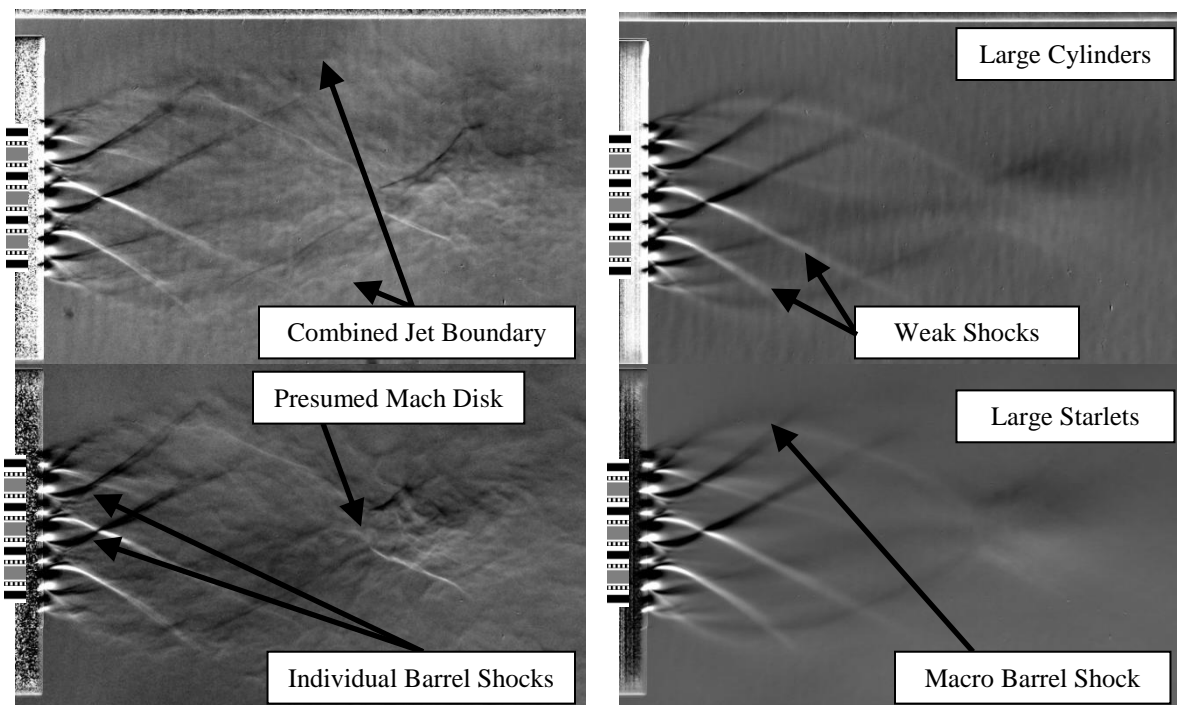 Large Cylinders
Combined Jet Boundary
Weak Shocks
Presumed Mach Disk
Large Starlets
Individual Barrel Shocks
Macro Barrel Shock